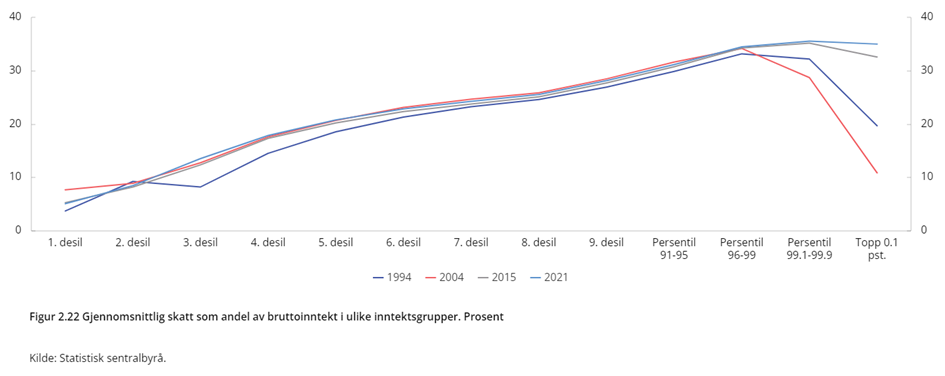 40 40
30 30
20 20
10 10
0 0
1. desil 2. desil 3. desil 4. desil 5. desil 6. desil 7. desil 8. desil 9. desil Persentil 91-95 Persentil 96-99 Persentil 99.1-99.9 Topp 0.1 pst.
1994 2004 2015 2021
Figur 2.22 Gjennomsnittlig skatt som andel av bruttoinntekt i ulike inntektsgrupper. Prosent
Kilde: Statistisk sentralbyrå.